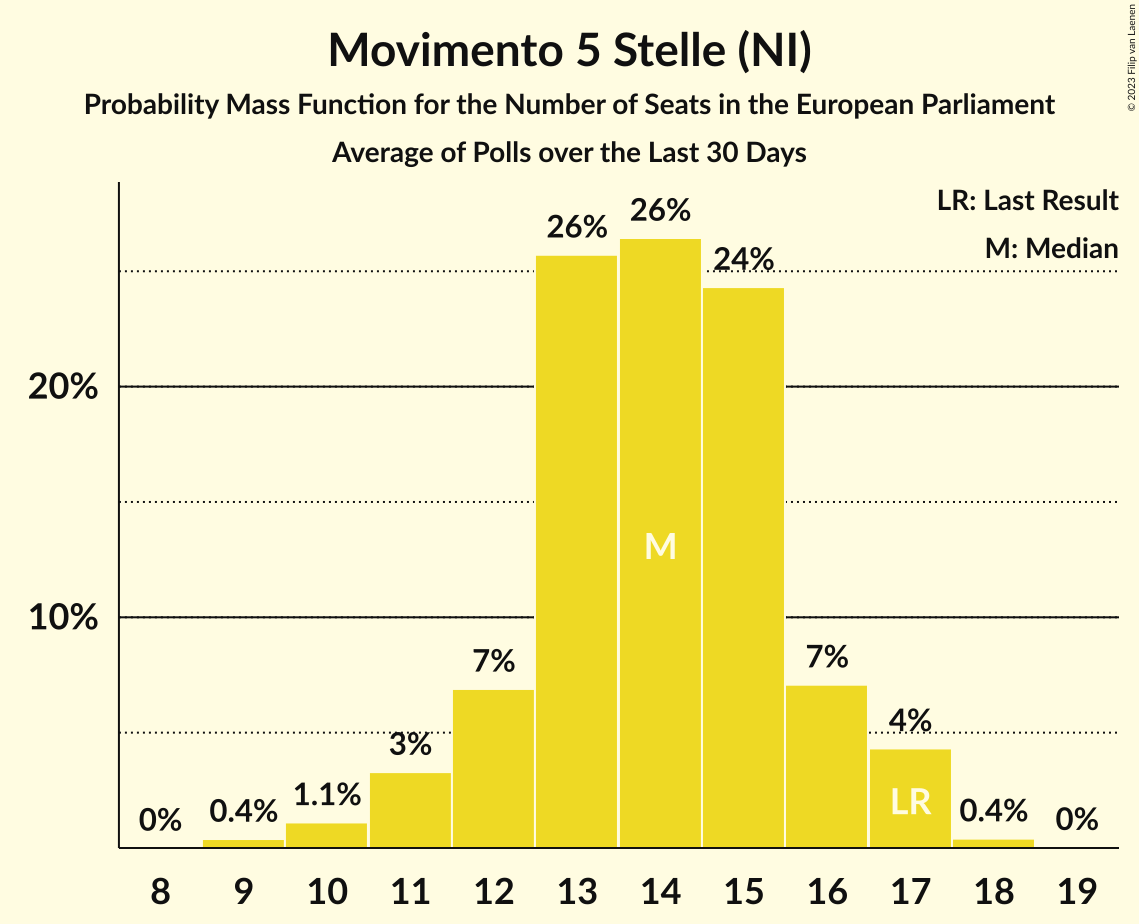 Movimento 5 Stelle (NI)
Probability Mass Function for the Number of Seats in the European Parliament
Average of Polls over the Last 30 Days
© 2023 Filip van Laenen
LR: Last Result
M: Median
20%
10%
0%
0.4%
1.1%
3%
7%
26%
26%
24%
7%
4%
0.4%
0%
M
LR
8 9 10 11 12 13 14 15 16 17 18 19